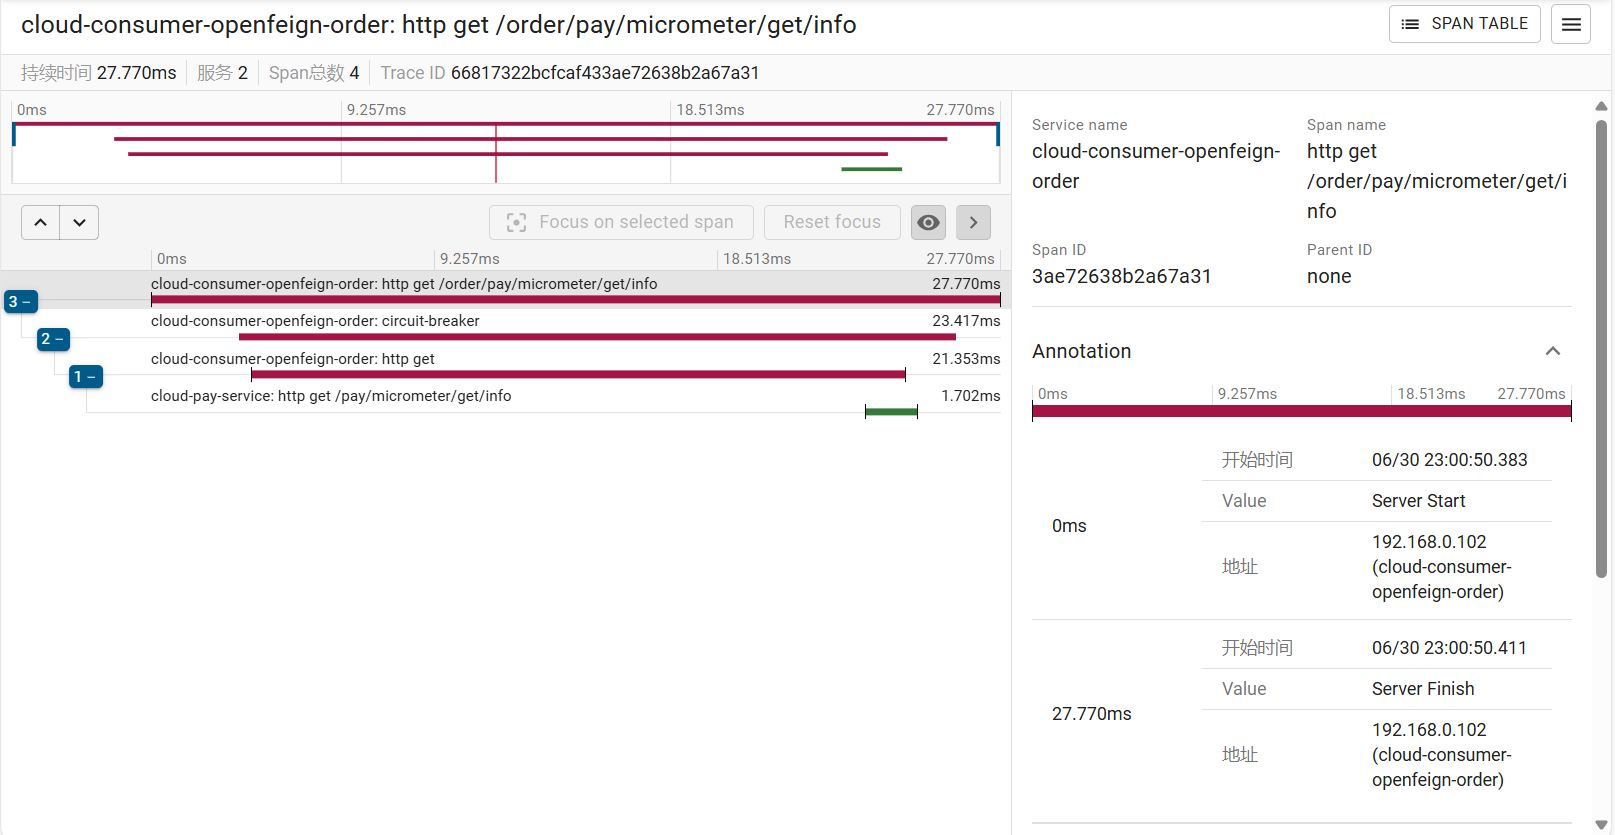 cloud-consumer-openfeign-order: http get /order/pay/micrometer/get/info
SPAN TABLE
持续时间 27.770ms 服务 2 Span总数 4 Trace ID 66817322bcfcaf433ae72638b2a67a31
0ms 9.257ms 18.513ms 27.770ms
Focus on selected span
Reset focus
0ms 9.257ms 18.513ms 27.770ms
cloud-consumer-openfeign-order: http get /order/pay/micrometer/get/info 27.770ms
3 −
cloud-consumer-openfeign-order: circuit-breaker 23.417ms
2 −
cloud-consumer-openfeign-order: http get 21.353ms
1 −
cloud-pay-service: http get /pay/micrometer/get/info 1.702ms
Service name
cloud-consumer-openfeign-
order
Span name
http get
/order/pay/micrometer/get/i
nfo
Span ID
3ae72638b2a67a31
Parent ID
none
Annotation
0ms 9.257ms 18.513ms 27.770ms
0ms
开始时间 06/30 23:00:50.383
Value Server Start
地址
192.168.0.102
(cloud-consumer-
openfeign-order)
27.770ms
开始时间 06/30 23:00:50.411
Value Server Finish
地址
192.168.0.102
(cloud-consumer-
openfeign-order)